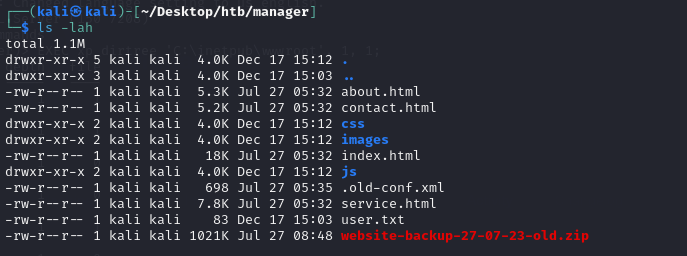 ┌──(kali㉿kali)-[~/Desktop/htb/manager]
└─$ ls -lah
total 1.1M
drwxr-xr-x 5 kali kali  4.0K Dec 17 15:12 .
drwxr-xr-x 3 kali kali  4.0K Dec 17 15:03 ..
-rw-r--r-- 1 kali kali  5.3K Jul 27 05:32 about.html
-rw-r--r-- 1 kali kali  5.2K Jul 27 05:32 contact.html
drwxr-xr-x 2 kali kali  4.0K Dec 17 15:12 css
drwxr-xr-x 2 kali kali  4.0K Dec 17 15:12 images
-rw-r--r-- 1 kali kali   18K Jul 27 05:32 index.html
drwxr-xr-x 2 kali kali  4.0K Dec 17 15:12 js
-rw-r--r-- 1 kali kali   698 Jul 27 05:35 .old-conf.xml
-rw-r--r-- 1 kali kali  7.8K Jul 27 05:32 service.html
-rw-r--r-- 1 kali kali    83 Dec 17 15:03 user.txt
-rw-r--r-- 1 kali kali 1021K Jul 27 08:48 website-backup-27-07-23-old.zip